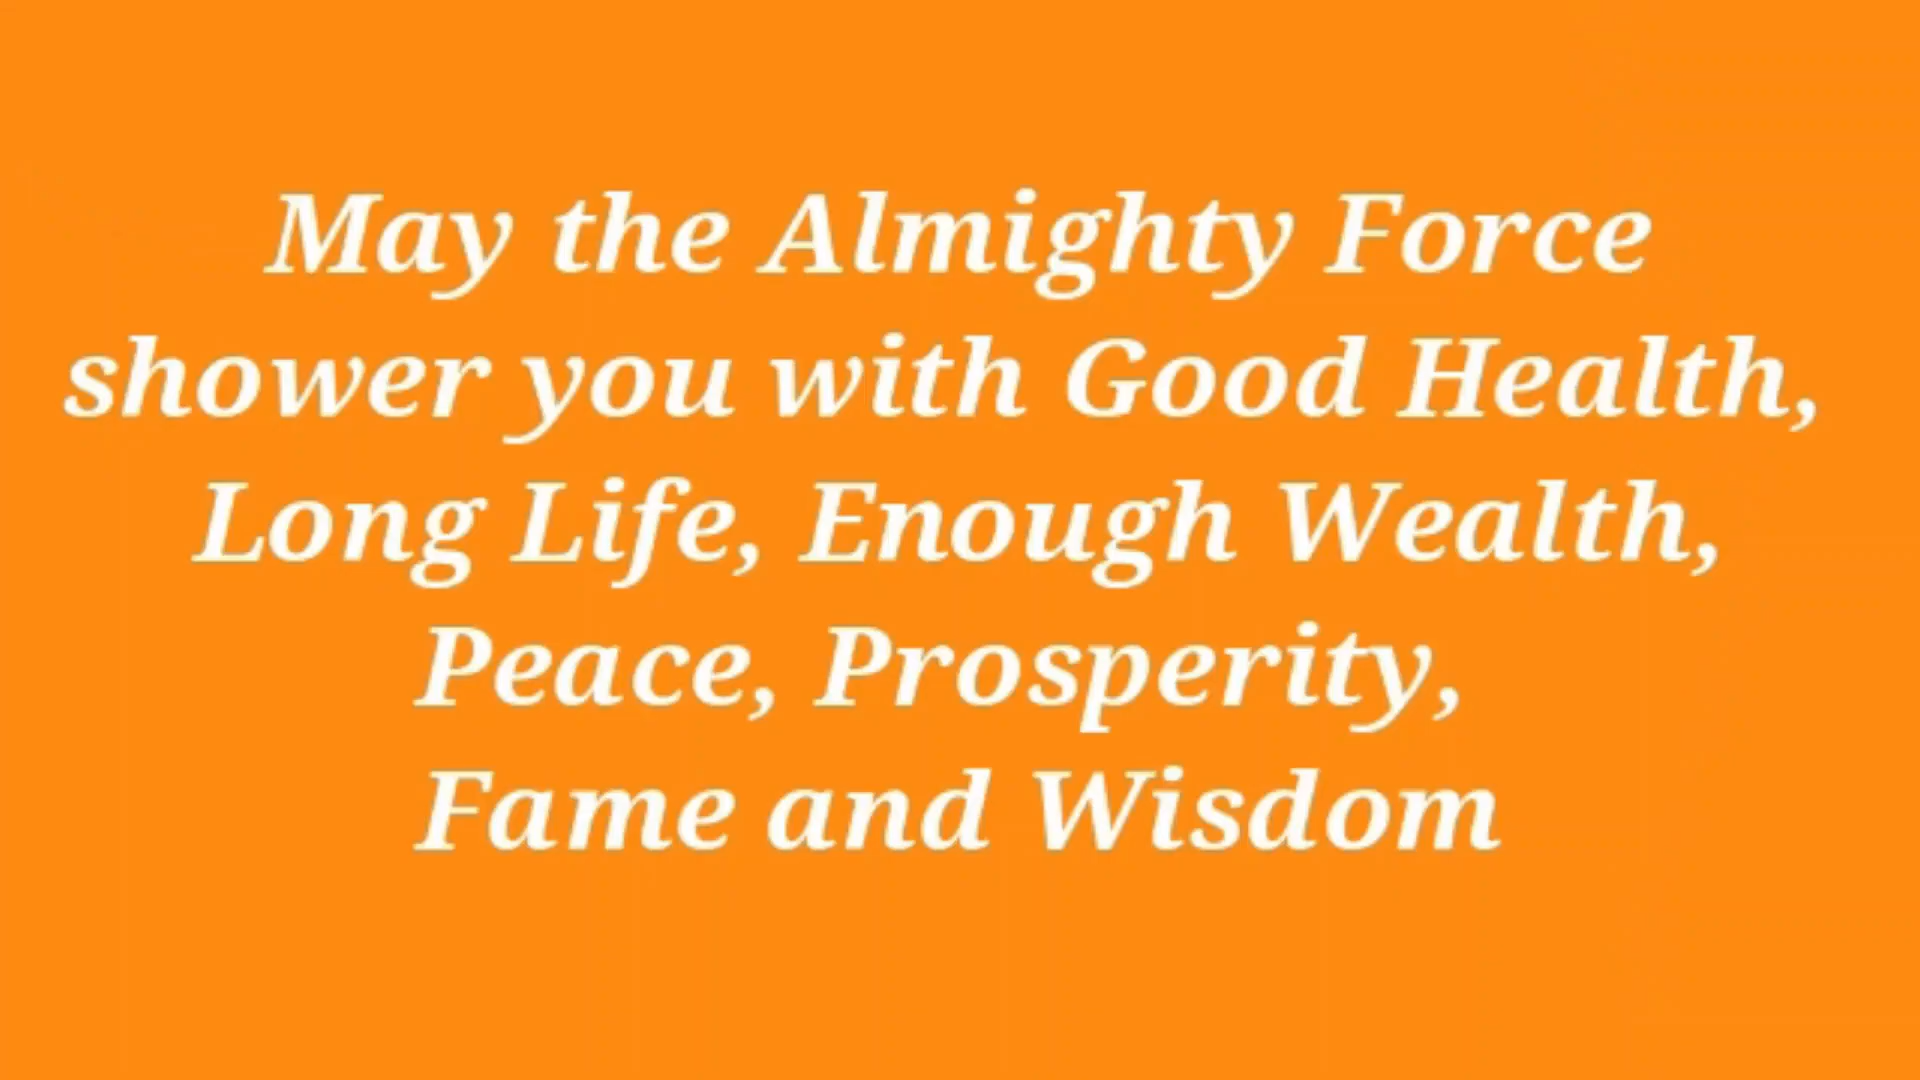 May the Almighty Force
shower you with Good Health,
Long Life, Enough Wealth,
Peace, Prosperity,
Fame and Wisdom